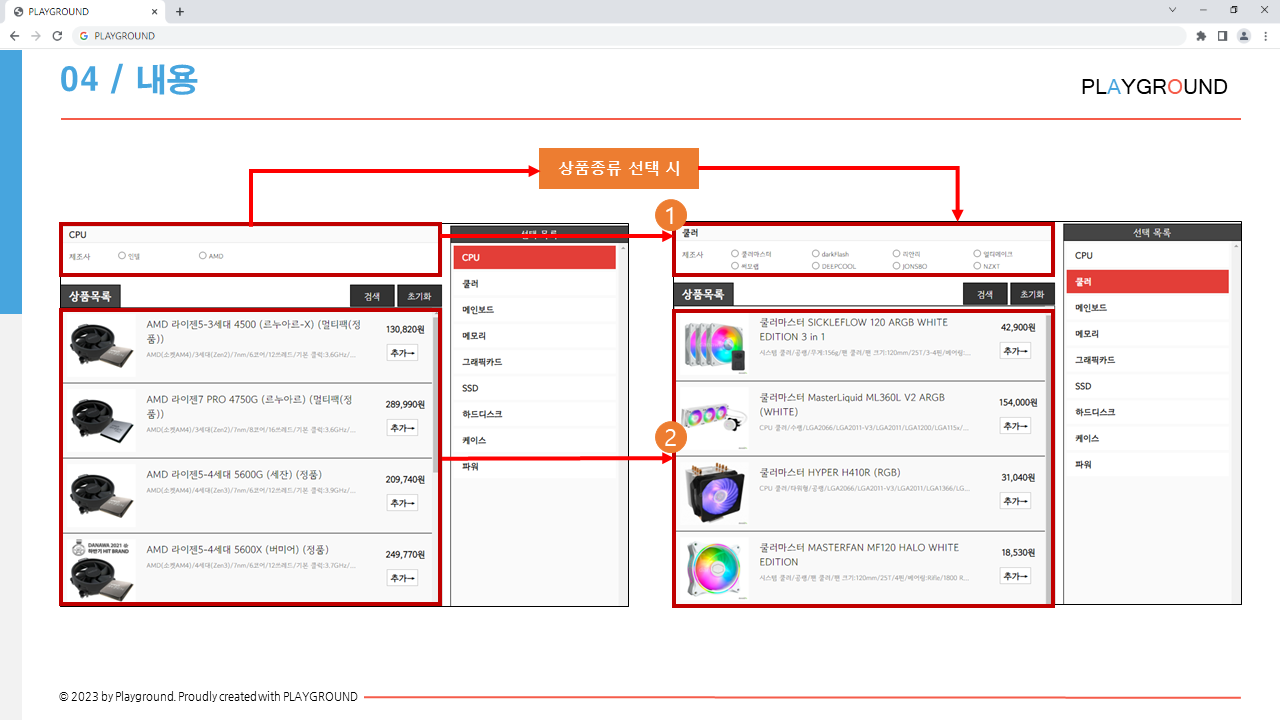 PLAYGROUND
PLAYGROUND
04 / 내용
PLAYGROUND
상품종류 선택 시
1
CPU
제조사
인텔
AMD
상품목록
검색
초기화
AMD 라이젠5-3세대 4500 (르누아르-X) (멀티팩(정
품))
130,820원
AMD(소켓AM4)/3세대(Zen2)/7nm/6코어/12쓰레드/기본 클럭:3.6GHz/...
추가→
AMD 라이젠7 PRO 4750G (르누아르) (멀티팩(정
품))
289,990원
AMD(소켓AM4)/3세대(Zen2)/7nm/8코어/16쓰레드/기본 클럭:3.6GHz/...
추가→
AMD 라이젠5-4세대 5600G (세잔) (정품)
209,740원
AMD(소켓AM4)/4세대(Zen3)/7nm/6코어/12쓰레드/기본 클럭:3.9GHz/...
추가→
DANAWA 2021
하반기 HIT BRAND
AMD 라이젠5-4세대 5600X (버미어) (정품)
249,770원
AMD(소켓AM4)/4세대(Zen3)/7nm/6코어/12쓰레드/기본 클럭:3.7GHz/...
추가→
선택 목록
CPU
쿨러
메인보드
메모리
그래픽카드
SSD
하드디스크
케이스
파워
쿨러
제조사
쿨러마스터
darkFlash
리안리
멀티메이크
써모랩
DEEPCOOL
JONSBO
NZXT
상품목록
검색
초기화
2
쿨러마스터 SICKLEFLOW 120 ARGB WHITE
EDITION 3 in 1
42,900원
시스템 쿨러/공랭/무게:156g/팬 쿨러/팬 크기:120mm/25T/3-4핀/베어링:...
추가→
쿨러마스터 MasterLiquid ML360L V2 ARGB
(WHITE)
154,000원
CPU 쿨러/수랭/LGA2066/LGA2011-V3/LGA2011/LGA1200/LGA115x/...
추가→
쿨러마스터 HYPER H410R (RGB)
31,040원
CPU 쿨러/타워형/공랭/LGA2066/LGA2011-V3/LGA2011/LGA1366/LG...
추가→
쿨러마스터 MASTERFAN MF120 HALO WHITE
EDITION
18,530원
시스템 쿨러/공랭/팬 쿨러/팬 크기:120mm/25T/4핀/베어링:Rifle/1800 R...
추가→
선택 목록
CPU
쿨러
메인보드
메모리
그래픽카드
SSD
하드디스크
케이스
파워
© 2023 by Playground. Proudly created with PLAYGROUND